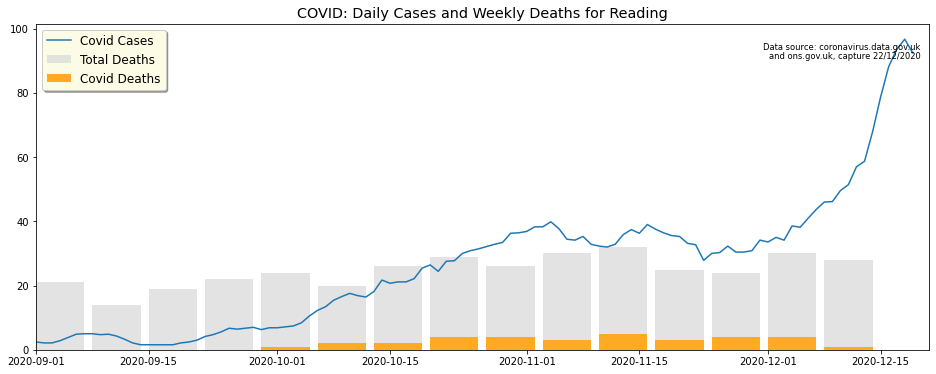 COVID: Daily Cases and Weekly Deaths for Reading
100
80
60
40
20
0
Covid Cases
Total Deaths
Covid Deaths
Data source: coronavirus.data.gov.uk
and ons.gov.uk, capture 22/12/2020
2020-09-01
2020-09-15
2020-10-01
2020-10-15
2020-11-01
2020-11-15
2020-12-01
2020-12-15